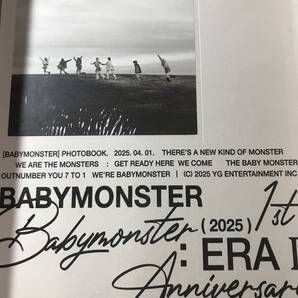 [BABYMONSTER] PHOTOBOOK. 2025. 04. 01. THERE'S A NEW KIND OF MONSTER
WE ARE THE MONSTERS : GET READY HERE WE COME THE BABY MONSTER
OUTNUMBER YOU 7 TO 1 WE'RE BABYMONSTER | (C) 2025 YG ENTERTAINMENT INC.
BABYMONSTER 1st
Babymonster (2025)
: ERA I
Anniversary